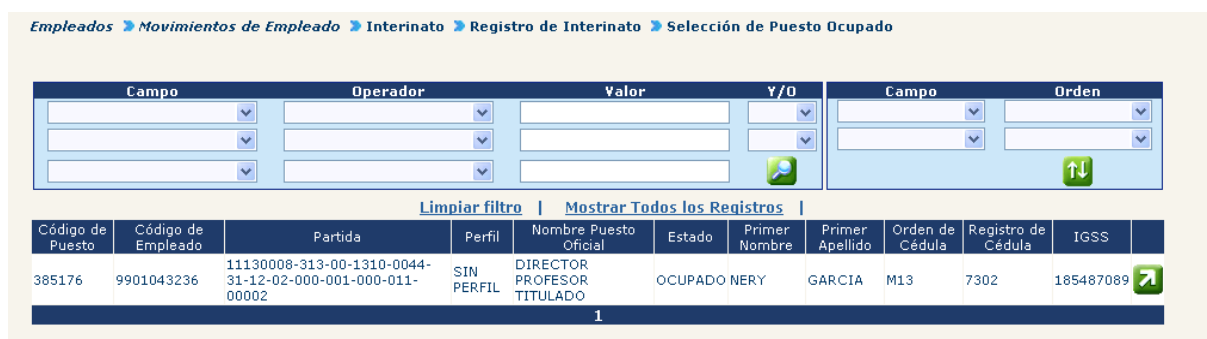 Empleados Movimientos de Empleado Interinato Registro de Interinato Selección de Puesto Ocupado
Campo Operador Valor Y/O Campo Orden
Limpiar filtro | Mostrar Todos los Registros |
Código de Puesto Código de Empleado Partida Perfil Nombre Puesto Oficial Estado Primer Nombre Primer Apellido Orden de Cédula Registro de Cédula IGSS
385176 9901043236 11130008-313-00-1310-0044-31-12-02-000-001-000-011-00002 SIN PERFIL DIRECTOR PROFESOR TITULADO OCUPADO NERY GARCIA M13 7302 185487089
1